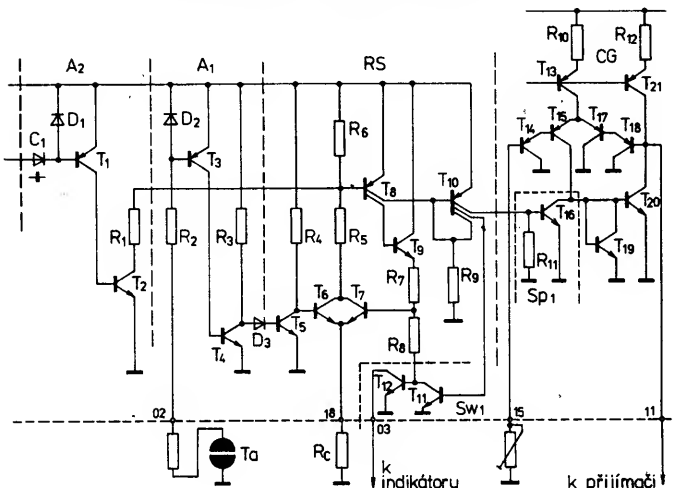 R10
R12
A2
A1
RS
CG
T13
T21
D1
D2
R6
T15
T17
T14
T18
C1
+
T1
T3
T8
T10
T20
T16
R1
R2
R3
R4
R5
T9
R11
T19
R7
R9
T2
T6
T7
Sp1
D3
T5
T4
R8
T12
T11
Sw1
02
18
03
15
11
Ta
Rc
k
indikátoru
k přijímači